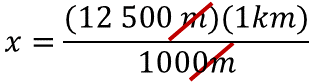 x = (12 500 m)(1km)
1000m